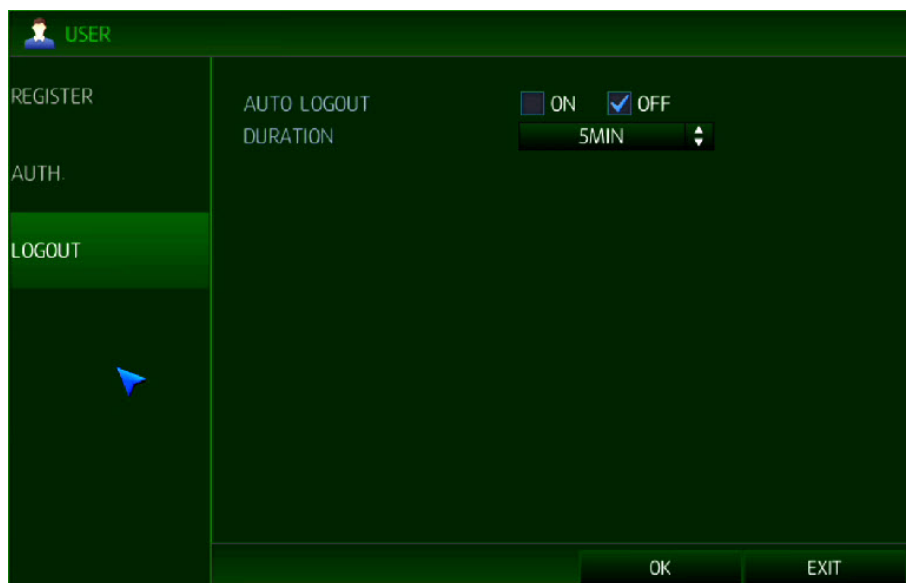 USER
REGISTER
AUTH.
LOGOUT
AUTO LOGOUT ON OFF
DURATION 5MIN
OK EXIT